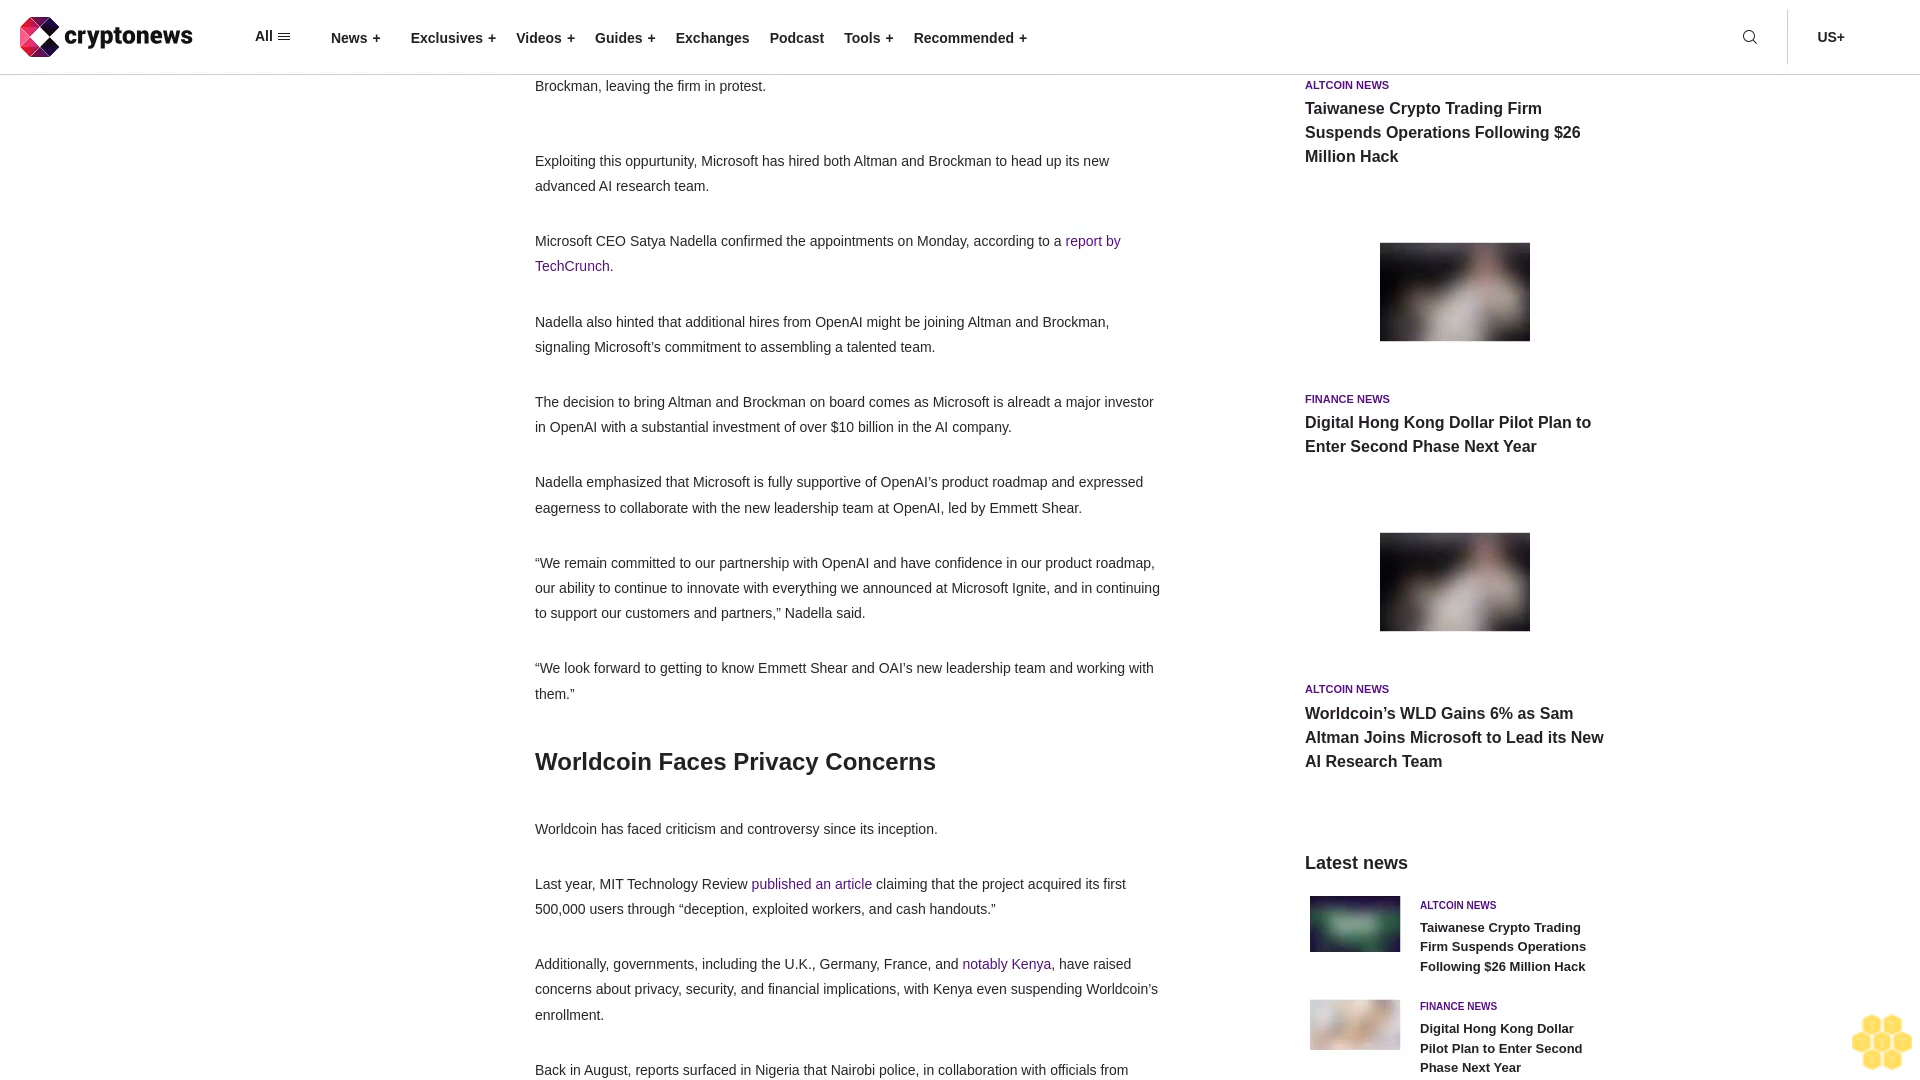 cryptonews
All
News +
Exclusives +
Videos +
Guides +
Exchanges
Podcast
Tools +
Recommended +
US+
Brockman, leaving the firm in protest.
Exploiting this oppurtunity, Microsoft has hired both Altman and Brockman to head up its new
advanced AI research team.
Microsoft CEO Satya Nadella confirmed the appointments on Monday, according to a report by
TechCrunch.
Nadella also hinted that additional hires from OpenAI might be joining Altman and Brockman,
signaling Microsoft’s commitment to assembling a talented team.
The decision to bring Altman and Brockman on board comes as Microsoft is alreadt a major investor
in OpenAI with a substantial investment of over $10 billion in the AI company.
Nadella emphasized that Microsoft is fully supportive of OpenAI’s product roadmap and expressed
eagerness to collaborate with the new leadership team at OpenAI, led by Emmett Shear.
“We remain committed to our partnership with OpenAI and have confidence in our product roadmap,
our ability to continue to innovate with everything we announced at Microsoft Ignite, and in continuing
to support our customers and partners,” Nadella said.
“We look forward to getting to know Emmett Shear and OAI’s new leadership team and working with
them.”
Worldcoin Faces Privacy Concerns
Worldcoin has faced criticism and controversy since its inception.
Last year, MIT Technology Review published an article claiming that the project acquired its first
500,000 users through “deception, exploited workers, and cash handouts.”
Additionally, governments, including the U.K., Germany, France, and notably Kenya, have raised
concerns about privacy, security, and financial implications, with Kenya even suspending Worldcoin’s
enrollment.
Back in August, reports surfaced in Nigeria that Nairobi police, in collaboration with officials from
ALTCOIN NEWS
Taiwanese Crypto Trading Firm
Suspends Operations Following $26
Million Hack
FINANCE NEWS
Digital Hong Kong Dollar Pilot Plan to
Enter Second Phase Next Year
ALTCOIN NEWS
Worldcoin’s WLD Gains 6% as Sam
Altman Joins Microsoft to Lead its New
AI Research Team
Latest news
ALTCOIN NEWS
Taiwanese Crypto Trading
Firm Suspends Operations
Following $26 Million Hack
FINANCE NEWS
Digital Hong Kong Dollar
Pilot Plan to Enter Second
Phase Next Year